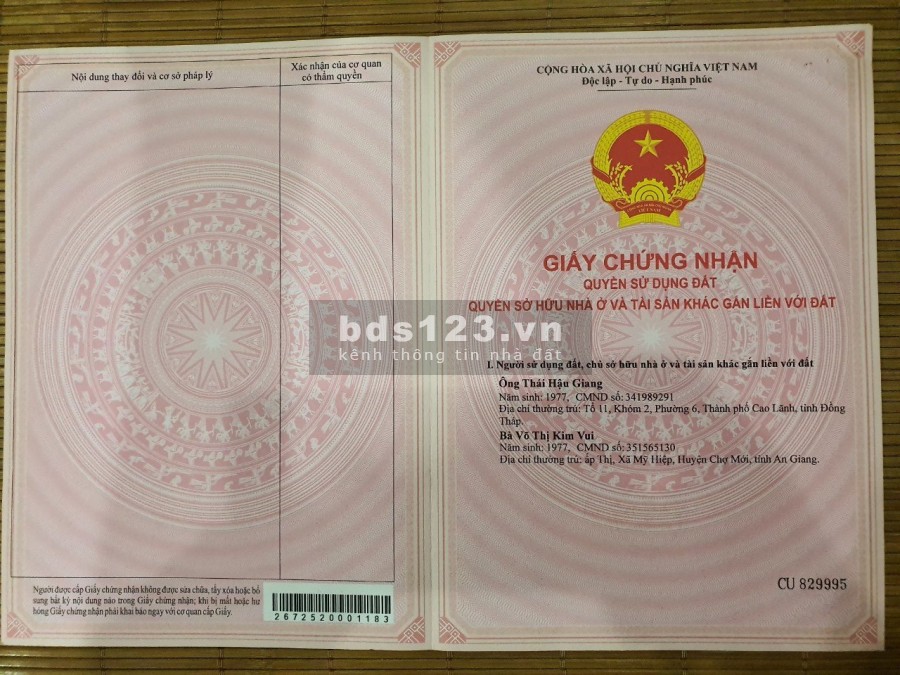 Nội dung thay đổi và cơ sở pháp lý
Xác nhận của cơ quan
có thẩm quyền
Người được cấp Giấy chứng nhận không được sửa chữa, tẩy xóa hoặc bổ
sung bất kỳ nội dung nào trong Giấy chứng nhận; khi bị mất hoặc hư
hỏng Giấy chứng nhận phải khai báo ngay với cơ quan cấp Giấy.
2672520001183
CỘNG HÒA XÃ HỘI CHỦ NGHĨA VIỆT NAM
Độc lập - Tự do - Hạnh phúc
VIỆT NAM
GIẤY CHỨNG NHẬN
QUYỀN SỬ DỤNG ĐẤT
QUYỀN SỞ HỮU NHÀ Ở VÀ TÀI SẢN KHÁC GẮN LIỀN VỚI ĐẤT
bds123.vn
kênh thông tin nhà đất
I. Người sử dụng đất, chủ sở hữu nhà ở và tài sản khác gắn liền với đất
Ông Thái Hậu Giang
Năm sinh: 1977, CMND số: 341989291
Địa chỉ thường trú: Tổ 11, Khóm 2, Phường 6, Thành phố Cao Lãnh, tỉnh Đồng
Tháp.
Bà Võ Thị Kim Vui
Năm sinh: 1977, CMND số: 351565130
Địa chỉ thường trú: ấp Thị, Xã Mỹ Hiệp, Huyện Chợ Mới, tỉnh An Giang.
CU 829995